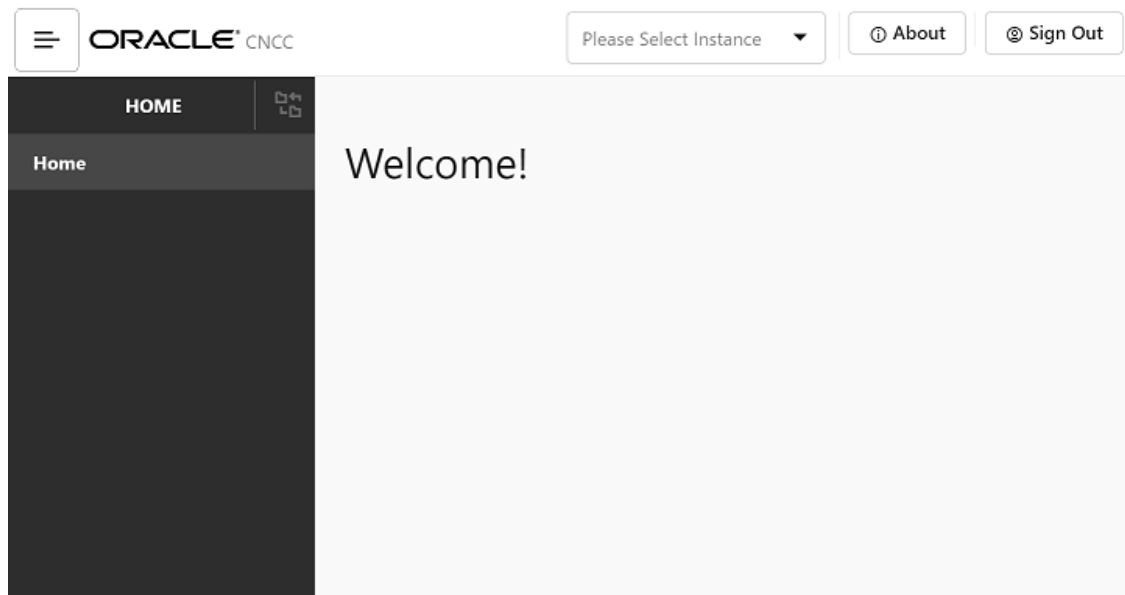 ORACLE® CNCC
Please Select Instance
About
Sign Out
HOME
Home
Welcome!